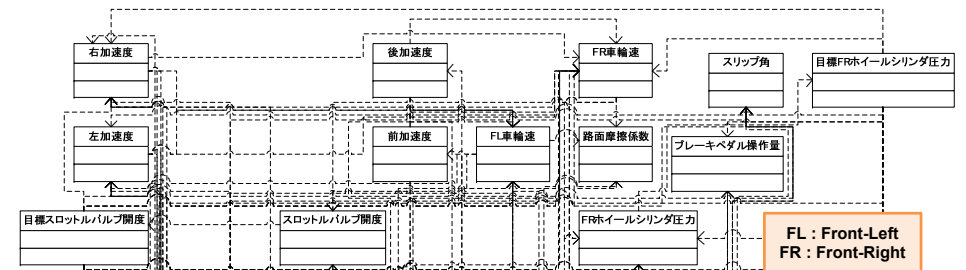 右加速度
後加速度
FR車輪速
スリップ角
目標FRホイールシリンダ圧力
左加速度
前加速度
FL車輪速
路面摩擦係数
ブレーキペダル操作量
目標スロットルバルブ開度
スロットルバルブ開度
FRホイールシリンダ圧力
FL : Front-Left
FR : Front-Right